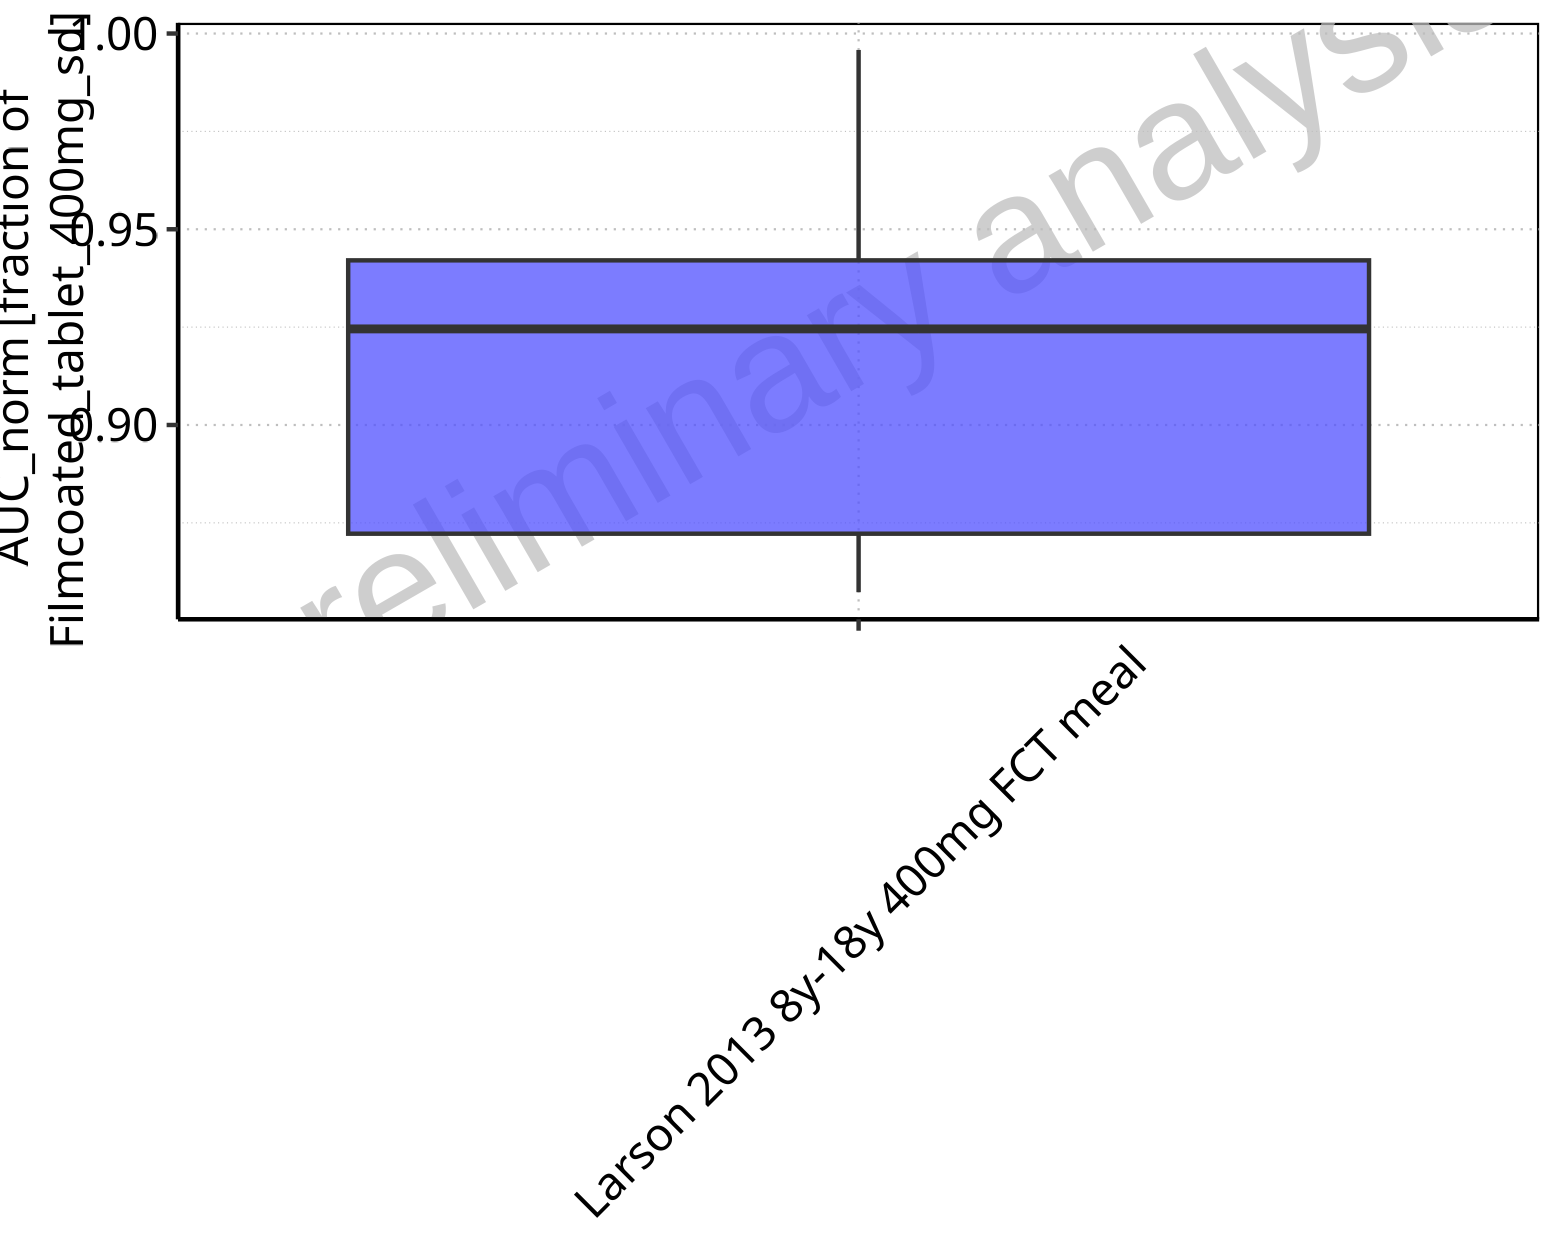 AUC_norm [fraction of
Filmcoated_tablet_400mg_sd]
1.00
0.95
0.90
reliminary analysis
Larson 2013 8y-18y 400mg FCT meal